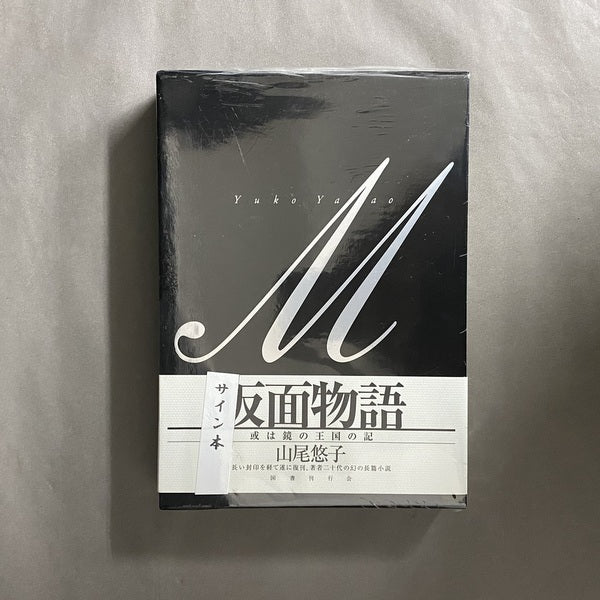 Yuko Ya ao
M
サイン本
仮面物語
或は鏡の王国の記
山尾悠子
長い封印を経て遂に復刊、著者二十代の幻の長篇小説
国書刊行会